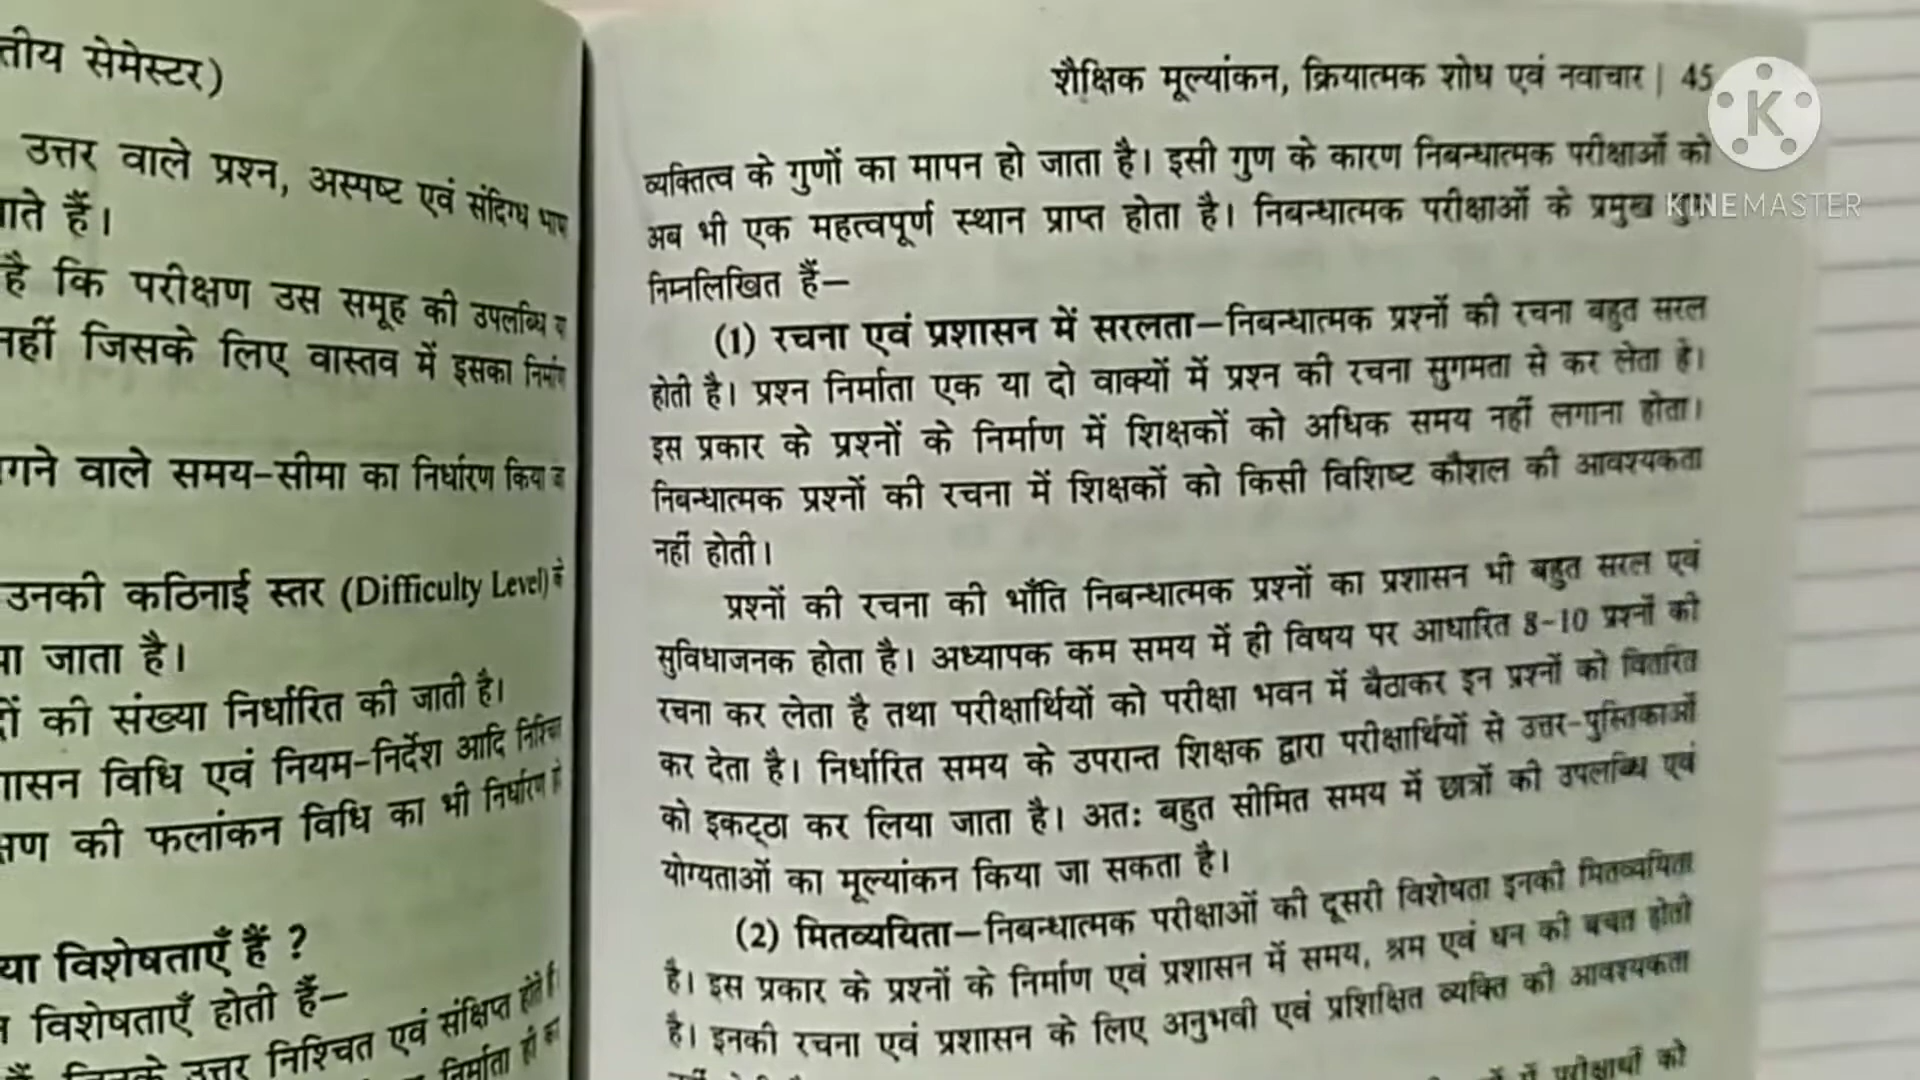 तीय सेमेस्टर)
उत्तर वाले प्रश्न, अस्पष्ट एवं संदिग्ध
हैं।
है कि परीक्षण उस समूह की उपलब्धि
नहीं जिसके लिए वास्तव में इसका निर्माण
वाले समय-सीमा का निर्धारण किया
उनकी कठिनाई स्तर (Difficulty Level)
जाता है।
की संख्या निर्धारित की जाती है।
विधि एवं नियम-निर्देश आदि
की फलांकन विधि का भी निर्धारण
विशेषताएँ हैं ?
विशेषताएँ होती हैं—
उत्तर निश्चित एवं संक्षिप्त होते हैं।
निर्माता ही
शैक्षिक मूल्यांकन, क्रियात्मक शोध एवं नवाचार | 45
व्यक्तित्व के गुणों का मापन हो जाता है। इसी गुण के कारण निबन्धात्मक परीक्षाओं को
अब भी एक महत्वपूर्ण स्थान प्राप्त होता है। निबन्धात्मक परीक्षाओं के प्रमुख गुण
निम्नलिखित हैं—
(1) रचना एवं प्रशासन में सरलता—निबन्धात्मक प्रश्नों की रचना बहुत सरल
होती है। प्रश्न निर्माता एक या दो वाक्यों में प्रश्न की रचना सुगमता से कर लेता है।
इस प्रकार के प्रश्नों के निर्माण में शिक्षकों को अधिक समय नहीं लगाना होता।
निबन्धात्मक प्रश्नों की रचना में शिक्षकों को किसी विशिष्ट कौशल की आवश्यकता
नहीं होती।
प्रश्नों की रचना की भाँति निबन्धात्मक प्रश्नों का प्रशासन भी बहुत सरल एवं
सुविधाजनक होता है। अध्यापक कम समय में ही विषय पर आधारित 8-10 प्रश्नों की
रचना कर लेता है तथा परीक्षार्थियों को परीक्षा भवन में बैठाकर इन प्रश्नों को वितरित
कर देता है। निर्धारित समय के उपरान्त शिक्षक द्वारा परीक्षार्थियों से उत्तर-पुस्तिकाओं
को इकट्ठा कर लिया जाता है। अतः बहुत सीमित समय में छात्रों की उपलब्धि एवं
योग्यताओं का मूल्यांकन किया जा सकता है।
(2) मितव्ययिता—निबन्धात्मक परीक्षाओं की दूसरी विशेषता इनकी मितव्ययिता
है। इस प्रकार के प्रश्नों के निर्माण एवं प्रशासन में समय, श्रम एवं धन की बचत होती
है। इनकी रचना एवं प्रशासन के लिए अनुभवी एवं प्रशिक्षित व्यक्ति की आवश्यकता
में परीक्षार्थी को
K
KINEMASTER